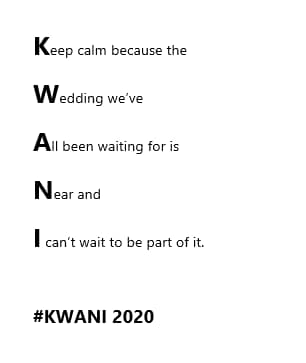 Keep calm because the
Wedding we've
All been waiting for is
Near and
I can't wait to be part of it.
#KWANI 2020